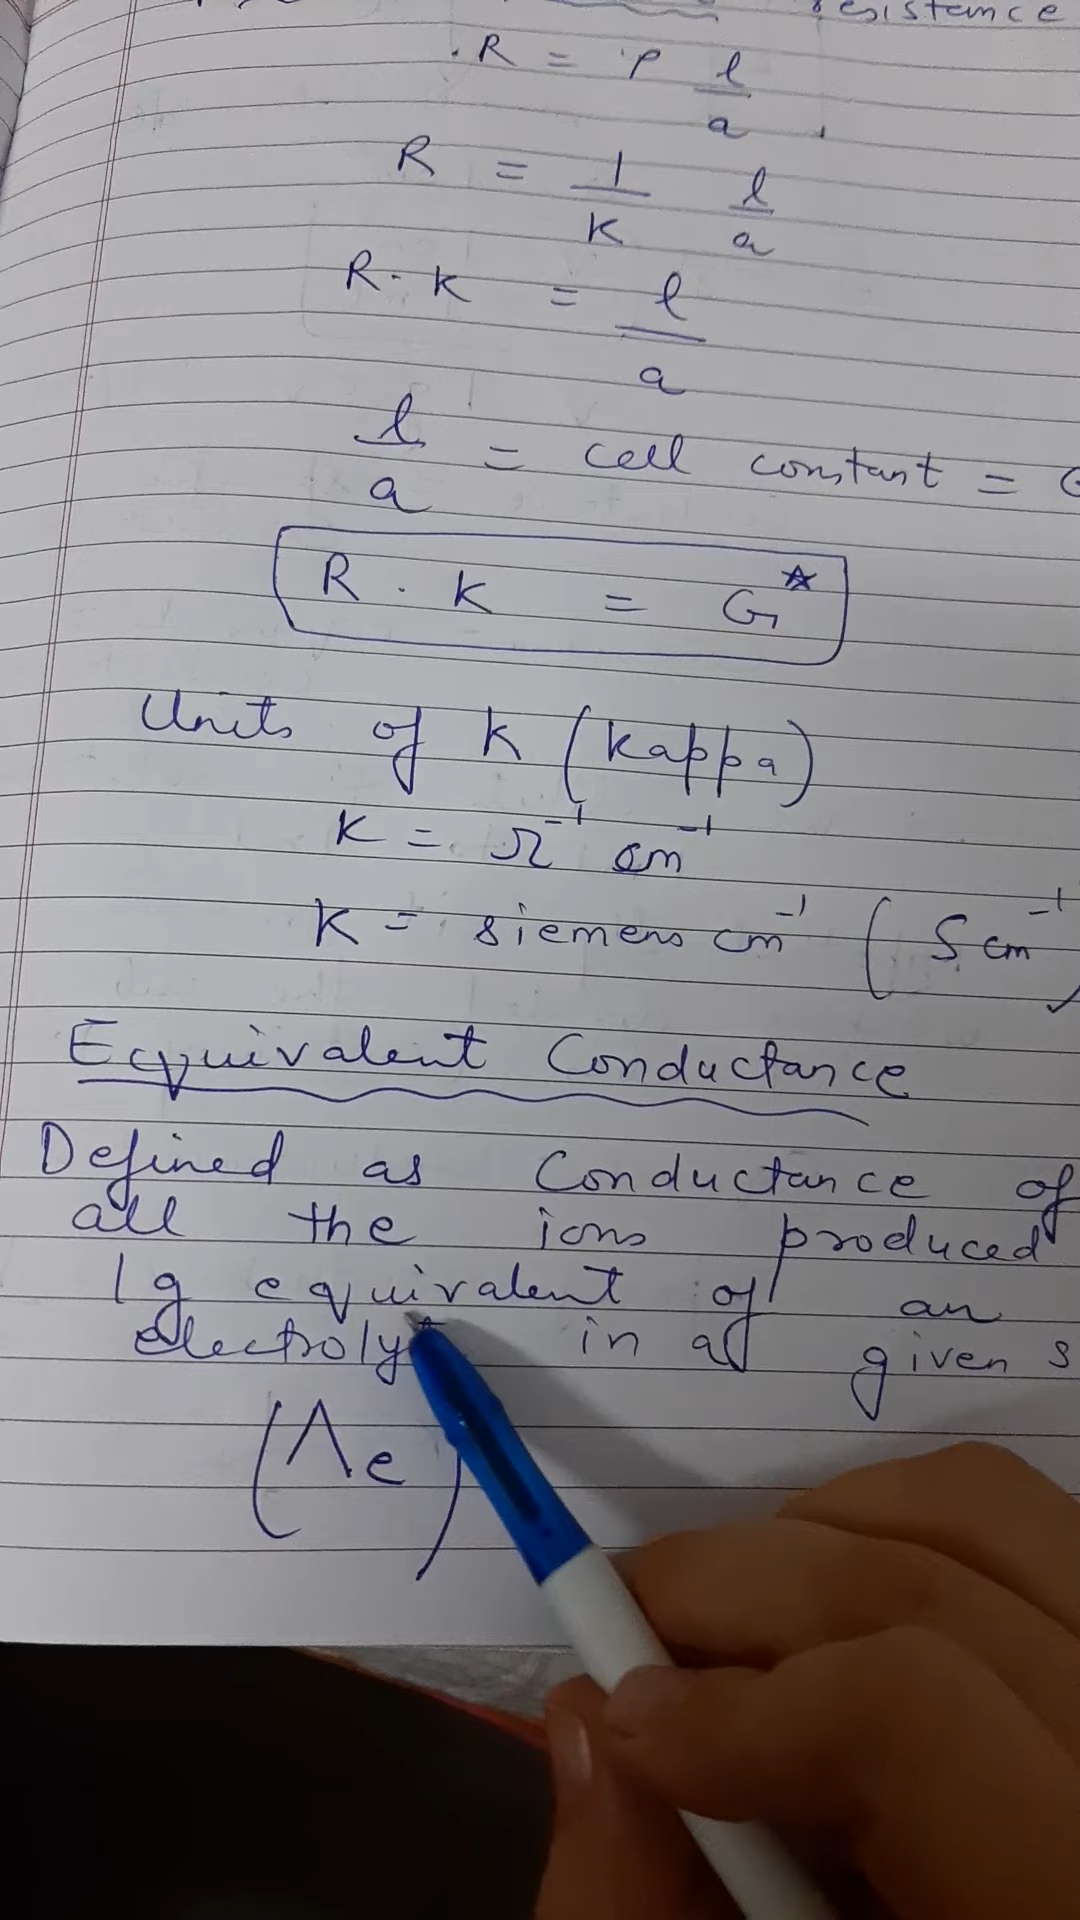 resistance
R = ρ l/a
R = 1/K l/a
R · K = l/a
l/a = cell constant =
R . K = G*
Units of K (Kappa)
K = Ω⁻¹ cm⁻¹
K = siemens cm⁻¹ (S cm⁻¹)
Equivalent Conductance
Defined as Conductance of
all the ions produced
1g equivalent of an
in a given
(Λe)